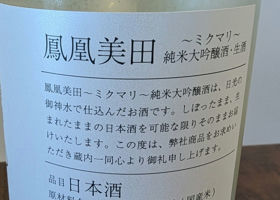 鳳凰美田 ～ミクマリ～
純米大吟醸酒・生酒
鳳凰美田～ミクマリ～純米大吟醸酒は、日光の
御神水で仕込んだお酒です。しぼったまま、生
まれたままの日本酒を可能な限りそのままお届
けいたします。この度は、弊社商品をお求めい
ただき蔵内一同心より御礼申し上げます。
品目 日本酒
原材料
国産米）